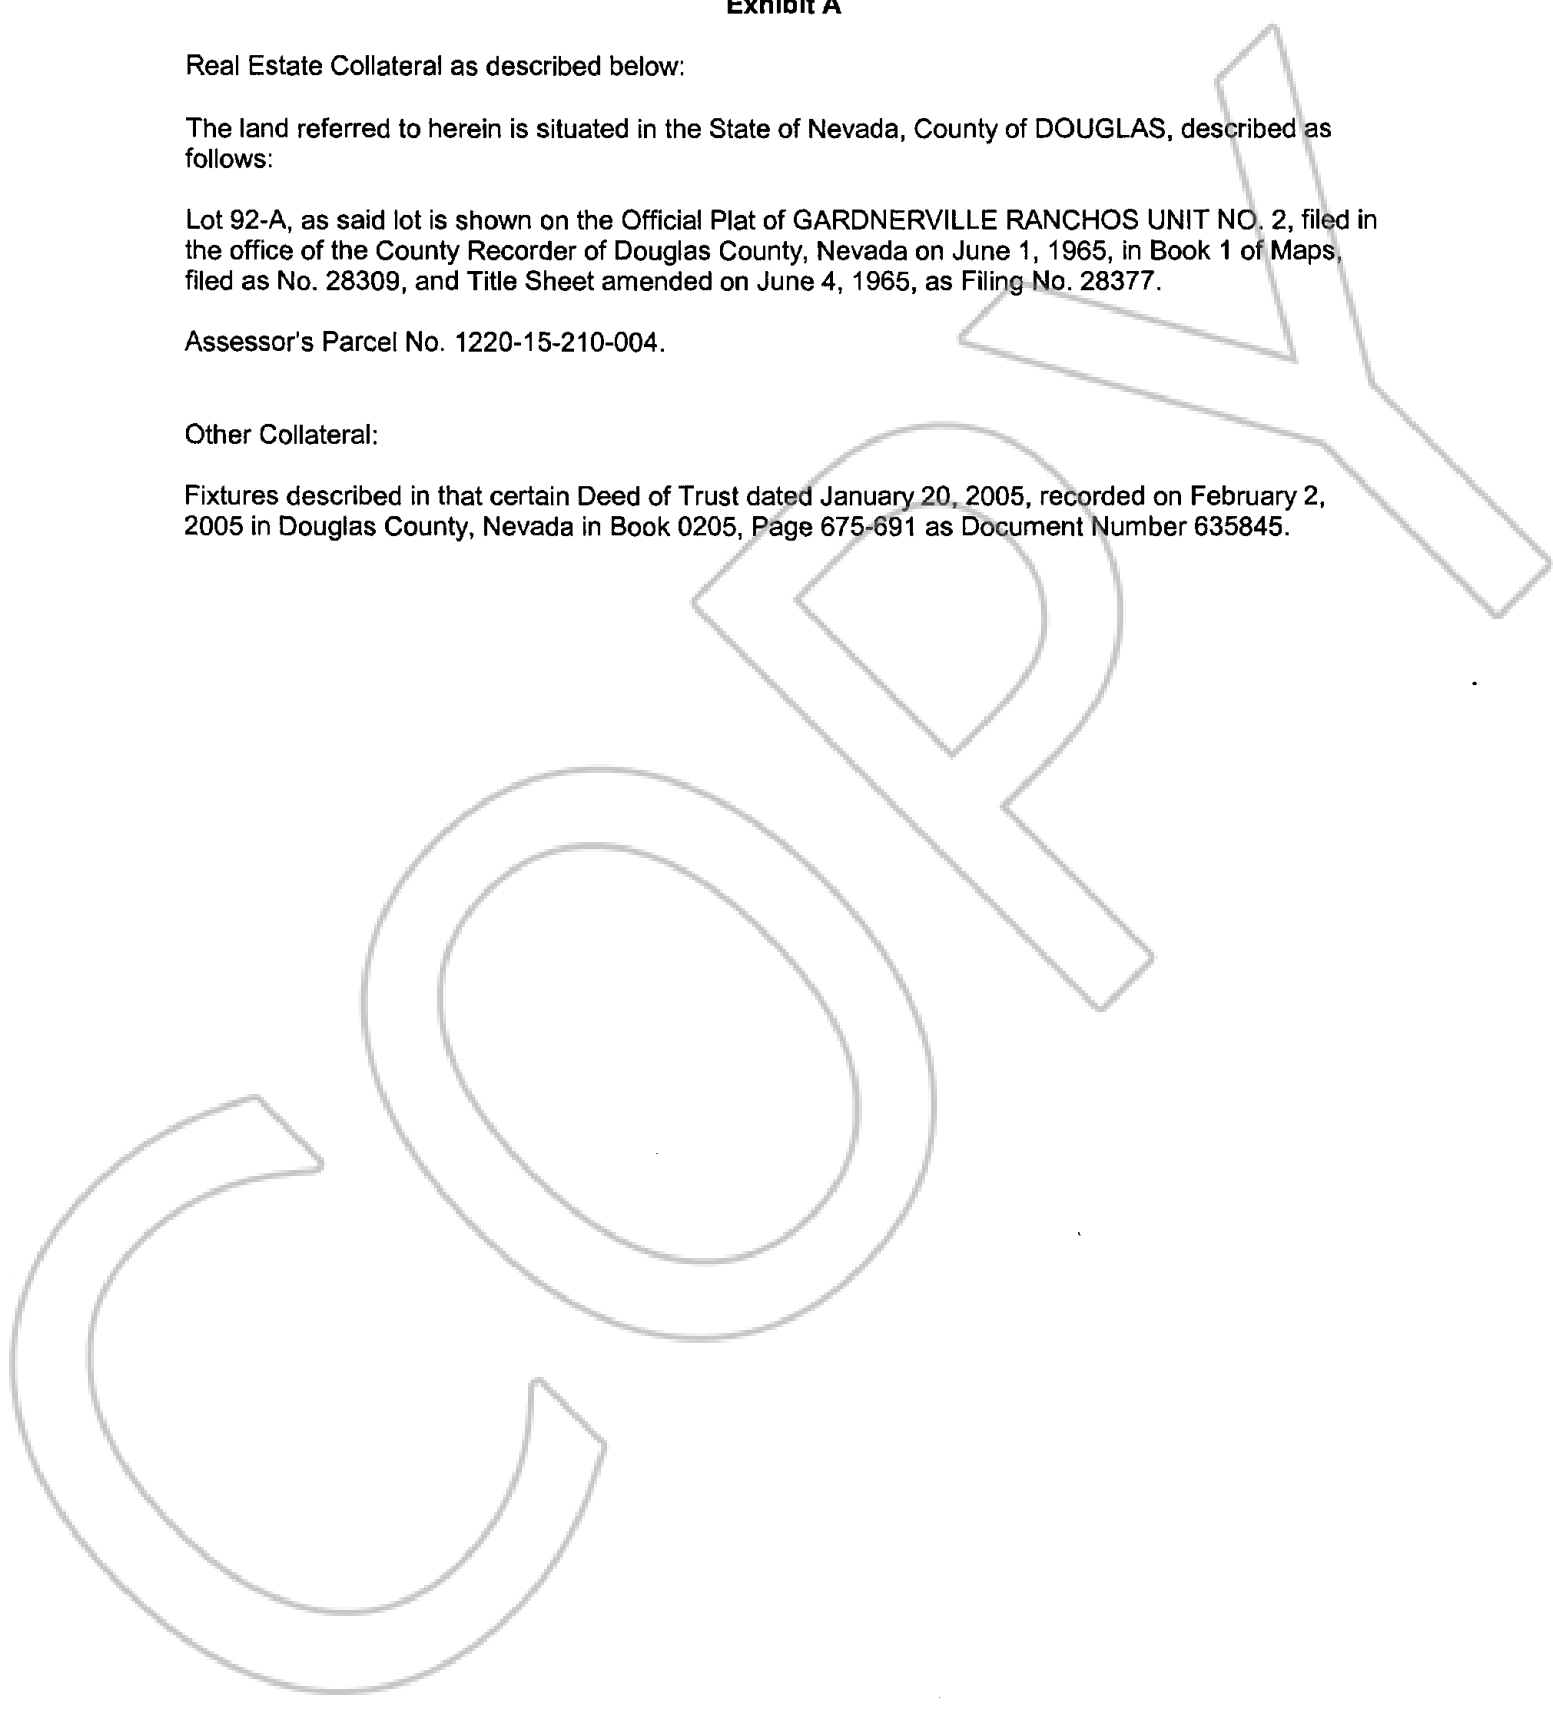 Exhibit A
Real Estate Collateral as described below:
The land referred to herein is situated in the State of Nevada, County of DOUGLAS, described as
follows:
Lot 92-A, as said lot is shown on the Official Plat of GARDNERVILLE RANCHOS UNIT NO. 2, filed in
the office of the County Recorder of Douglas County, Nevada on June 1, 1965, in Book 1 of Maps,
filed as No. 28309, and Title Sheet amended on June 4, 1965, as Filing No. 28377.
Assessor's Parcel No. 1220-15-210-004.
Other Collateral:
Fixtures described in that certain Deed of Trust dated January 20, 2005, recorded on February 2,
2005 in Douglas County, Nevada in Book 0205, Page 675-691 as Document Number 635845.
COPY